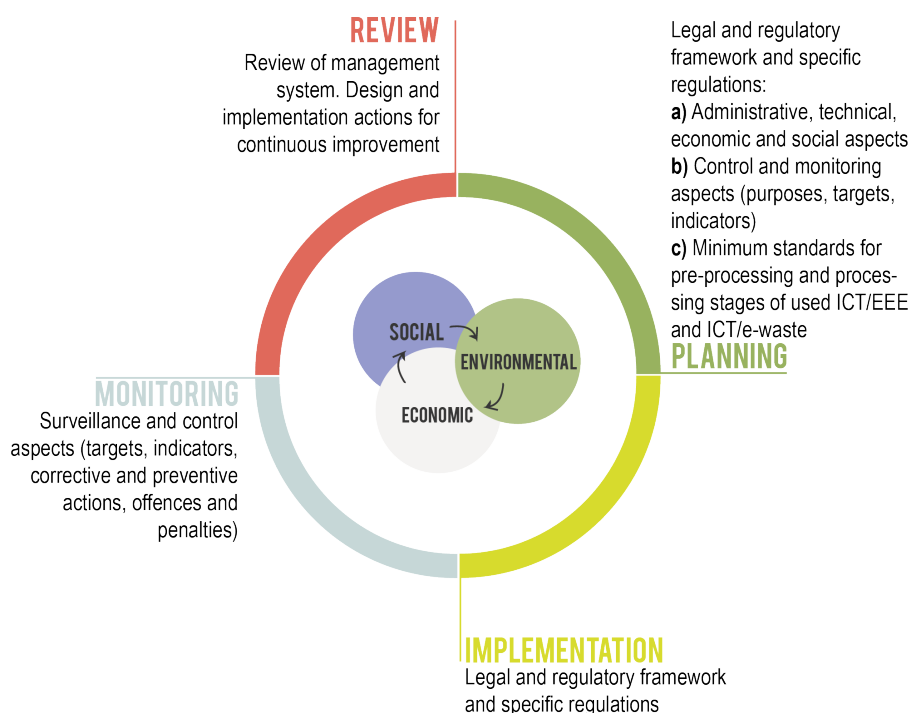 REVIEW
Review of management
system. Design and
implementation actions for
continuous improvement
Legal and regulatory
framework and specific
regulations:
a) Administrative, technical,
economic and social aspects
b) Control and monitoring
aspects (purposes, targets,
indicators)
c) Minimum standards for
pre-processing and proces-
sing stages of used ICT/EEE
and ICT/e-waste
PLANNING
SOCIAL
ENVIRONMENTAL
ECONOMIC
MONITORING
Surveillance and control
aspects (targets, indicators,
corrective and preventive
actions, offences and
penalties)
IMPLEMENTATION
Legal and regulatory framework
and specific regulations